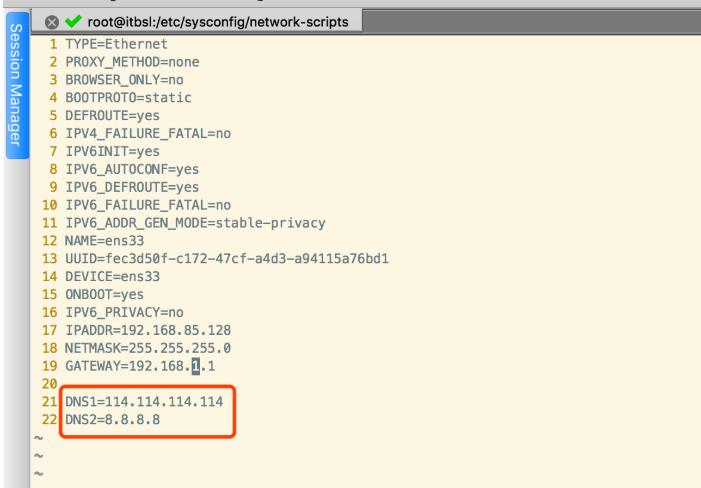 root@itbsl:/etc/sysconfig/network-scripts
Session Manager
1 TYPE=Ethernet
2 PROXY_METHOD=none
3 BROWSER_ONLY=no
4 BOOTPROTO=static
5 DEFROUTE=yes
6 IPV4_FAILURE_FATAL=no
7 IPV6INIT=yes
8 IPV6_AUTOCONF=yes
9 IPV6_DEFROUTE=yes
10 IPV6_FAILURE_FATAL=no
11 IPV6_ADDR_GEN_MODE=stable-privacy
12 NAME=ens33
13 UUID=fec3d50f-c172-47cf-a4d3-a94115a76bd1
14 DEVICE=ens33
15 ONBOOT=yes
16 IPV6_PRIVACY=no
17 IPADDR=192.168.85.128
18 NETMASK=255.255.255.0
19 GATEWAY=192.168.1.1
20
21 DNS1=114.114.114.114
22 DNS2=8.8.8.8
~
~
~